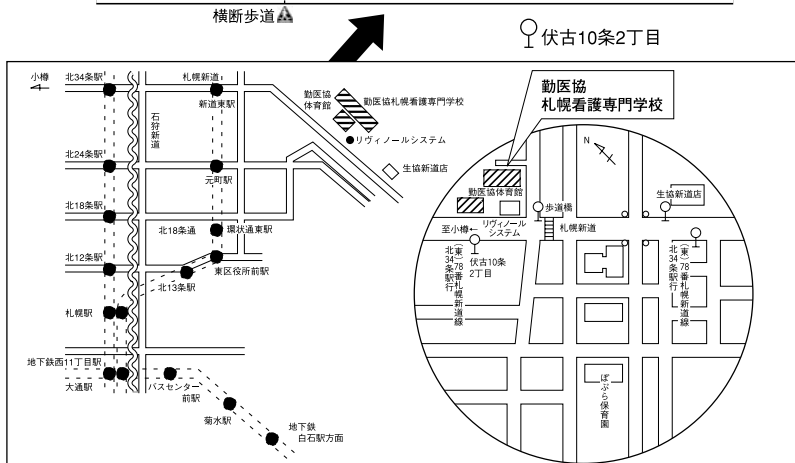 横断歩道
伏古10条2丁目
小樽
北34条駅
札幌新道
新道東駅
石狩新道
勤医協
体育館
勤医協札幌看護専門学校
リヴィノールシステム
生協新道店
北24条駅
元町駅
北18条駅
北18条通
環状通東駅
北12条駅
東区役所前駅
北13条駅
札幌駅
地下鉄西11丁目駅
大通駅
バスセンター
前駅
菊水駅
地下鉄
白石駅方面
勤医協
札幌看護専門学校
N
勤医協体育館
歩道橋
生協新道店
リヴィノール
システム
札幌新道
至小樽←
伏古10条
2丁目
(東)78番札幌新道線
北34条駅行
(東)78番札幌新道線
北34条駅行
ぽぷら保育園